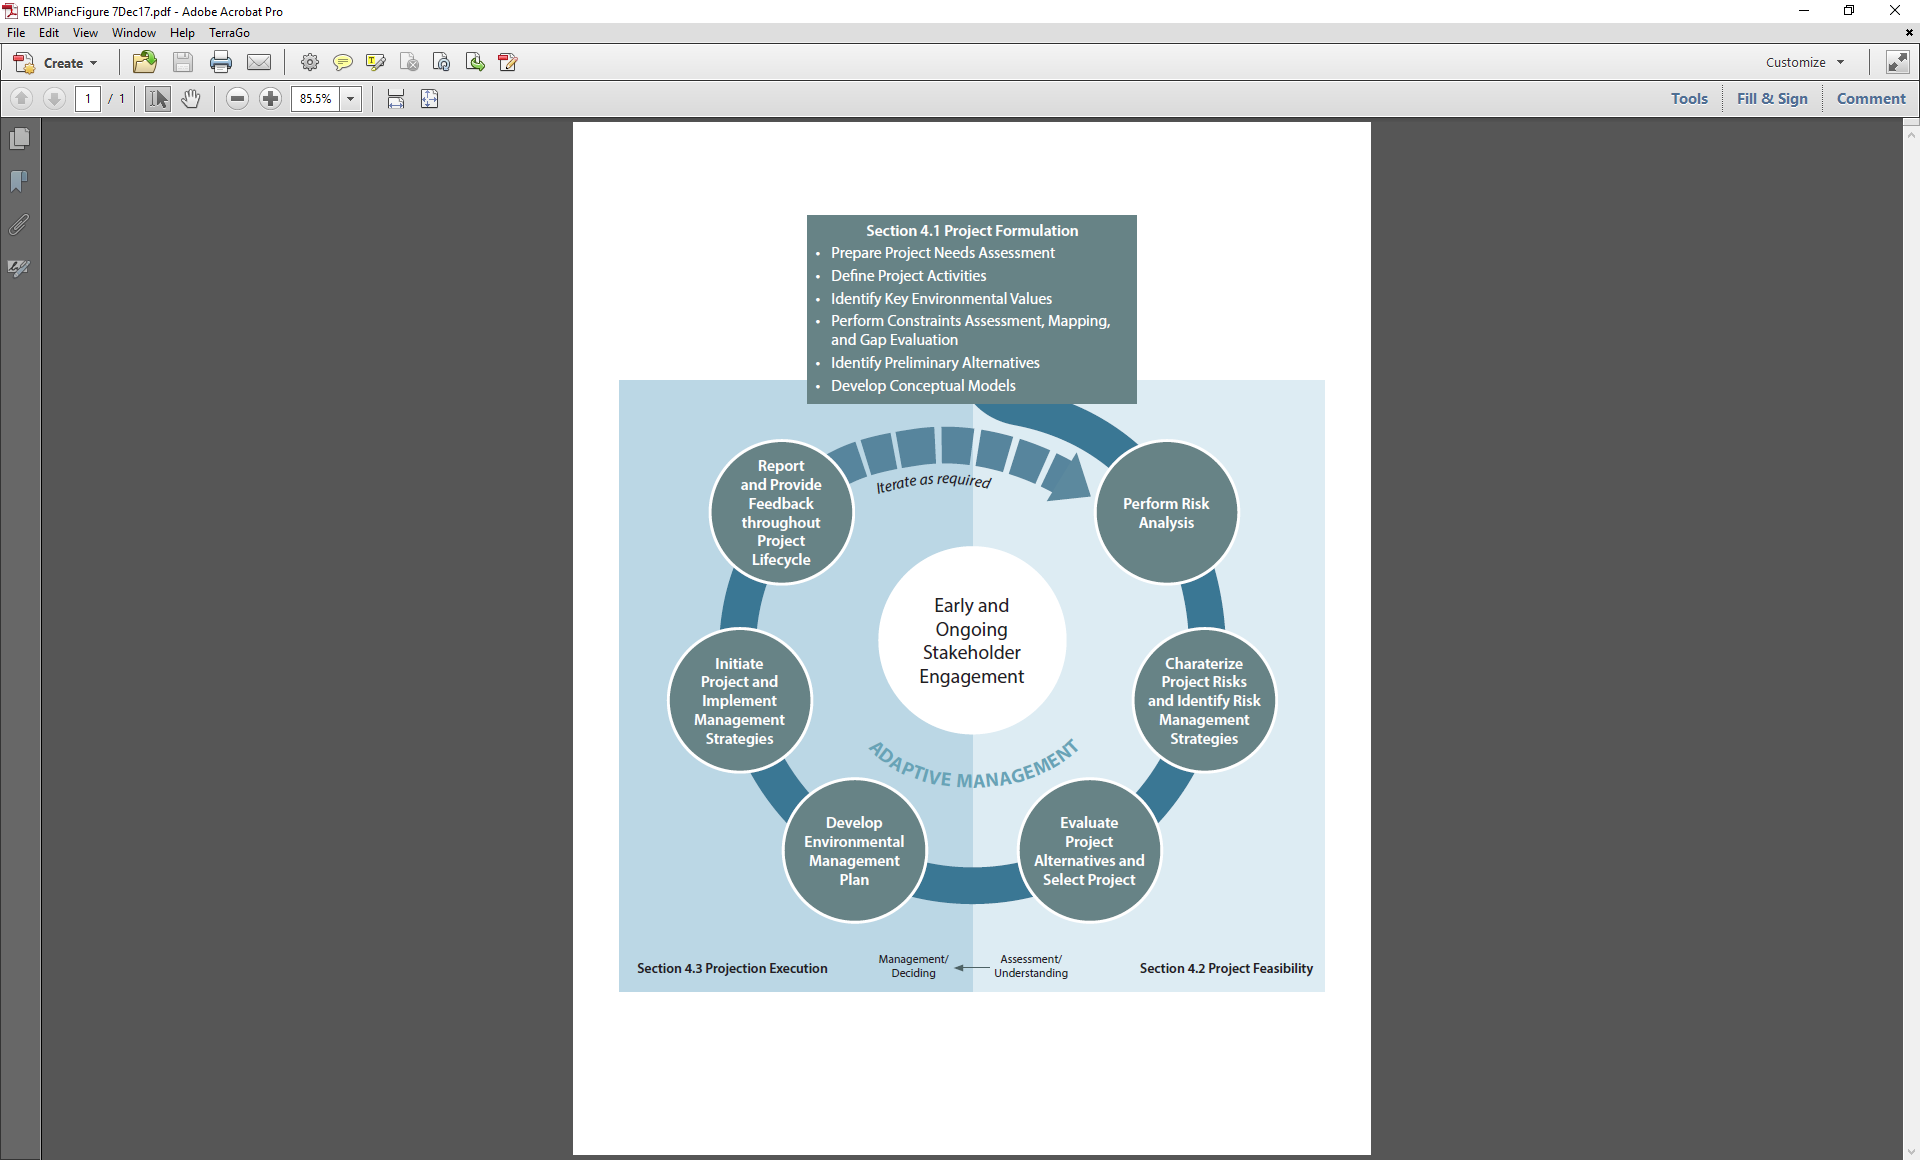 ERMPiancFigure 7Dec17.pdf - Adobe Acrobat Pro
File Edit View Window Help TerraGo
Create
Customize
1 / 1
85.5%
Tools Fill & Sign Comment
Section 4.1 Project Formulation
• Prepare Project Needs Assessment
• Define Project Activities
• Identify Key Environmental Values
• Perform Constraints Assessment, Mapping,
and Gap Evaluation
• Identify Preliminary Alternatives
• Develop Conceptual Models
Iterate as required
Report
and Provide
Feedback
throughout
Project
Lifecycle
Perform Risk
Analysis
Early and
Ongoing
Stakeholder
Engagement
Initiate
Project and
Implement
Management
Strategies
Charaterize
Project Risks
and Identify Risk
Management
Strategies
ADAPTIVE MANAGEMENT
Develop
Environmental
Management
Plan
Evaluate
Project
Alternatives and
Select Project
Section 4.3 Projection Execution
Management/
Deciding
Assessment/
Understanding
Section 4.2 Project Feasibility